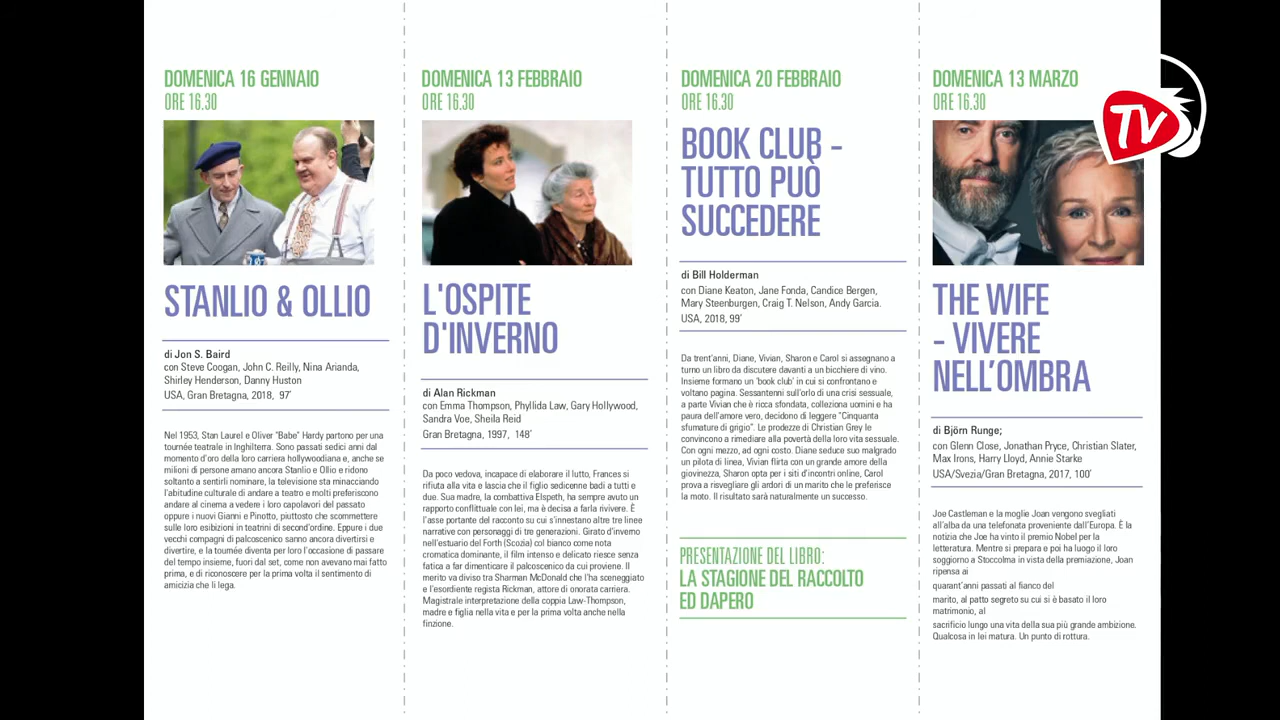 DOMENICA 16 GENNAIO
ORE 16.30
STANLIO & OLLIO
di Jon S. Baird
con Steve Coogan, John C. Reilly, Nina Arianda,
Shirley Henderson, Danny Huston
USA, Gran Bretagna, 2018, 97’
Nel 1953, Stan Laurel e Oliver "Babe" Hardy partono per una
tournée teatrale in Inghilterra. Sono passati sedici anni dal
momento d'oro della loro carriera hollywoodiana e, anche se
milioni di persone amano ancora Stanlio e Ollio e ridono
soltanto a sentirli nominare, la televisione sta minacciando
l'abitudine culturale di andare a teatro e molti preferiscono
andare al cinema a vedere i loro capolavori del passato
oppure i nuovi Gianni e Pinotto, piuttosto che scommettere
sulle loro esibizioni in teatrini di second'ordine. Eppure i due
vecchi compagni di palcoscenico sanno ancora divertirsi e
divertire, e la tournée diventa per loro l'occasione di passare
del tempo insieme, fuori dal set, come non avevano mai fatto
prima, e di riconoscere per la prima volta il sentimento di
amicizia che li lega.
DOMENICA 13 FEBBRAIO
ORE 16.30
L'OSPITE
D'INVERNO
di Alan Rickman
con Emma Thompson, Phyllida Law, Gary Hollywood,
Sandra Voe, Sheila Reid
Gran Bretagna, 1997, 148’
Da poco vedova, incapace di elaborare il lutto, Frances si
rifiuta alla vita e lascia che il figlio sedicenne badi a tutti e
due. Sua madre, la combattiva Elspeth, ha sempre avuto un
rapporto conflittuale con lei, ma è decisa a farla rivivere. È
l'asse portante del racconto su cui s'innestano altre tre linee
narrative con personaggi di tre generazioni. Girato d'inverno
nell'estuario del Forth (Scozia) col bianco come nota
cromatica dominante, il film intenso e delicato riesce senza
fatica a far dimenticare il palcoscenico da cui proviene. Il
merito va diviso tra Sharman McDonald che l'ha sceneggiato
e l'esordiente regista Rickman, attore di onorata carriera.
Magistrale interpretazione della coppia Law-Thompson,
madre e figlia nella vita e per la prima volta anche nella
finzione.
DOMENICA 20 FEBBRAIO
ORE 16.30
BOOK CLUB -
TUTTO PUÒ
SUCCEDERE
di Bill Holderman
con Diane Keaton, Jane Fonda, Candice Bergen,
Mary Steenburgen, Craig T. Nelson, Andy Garcia.
USA, 2018, 99’
Da trent'anni, Diane, Vivian, Sharon e Carol si assegnano a
turno un libro da discutere davanti a un bicchiere di vino.
Insieme formano un 'book club' in cui si confrontano e
voltano pagina. Sessantenni sull'orlo di una crisi sessuale,
a parte Vivian che è ricca sfondata, colleziona uomini e ha
paura dell'amore vero, decidono di leggere "Cinquanta
sfumature di grigio". Le prodezze di Christian Grey le
convincono a rimediare alla povertà della loro vita sessuale.
Con ogni mezzo, ad ogni costo. Diane seduce suo malgrado
un pilota di linea, Vivian flirta con un grande amore della
giovinezza, Sharon opta per i siti d'incontri online, Carol
prova a risvegliare gli ardori di un marito che le preferisce
la moto. Il risultato sarà naturalmente un successo.
PRESENTAZIONE DEL LIBRO:
LA STAGIONE DEL RACCOLTO
ED DAPERO
DOMENICA 13 MARZO
ORE 16.30
TV
THE WIFE
- VIVERE
NELL’OMBRA
di Björn Runge;
con Glenn Close, Jonathan Pryce, Christian Slater,
Max Irons, Harry Lloyd, Annie Starke
USA/Svezia/Gran Bretagna, 2017, 100’
Joe Castleman e la moglie Joan vengono svegliati
all'alba da una telefonata proveniente dall'Europa. È la
notizia che Joe ha vinto il premio Nobel per la
letteratura. Mentre si prepara e poi ha luogo il loro
soggiorno a Stoccolma in vista della premiazione, Joan
ripensa ai
quarant'anni passati al fianco del
marito, al patto segreto su cui si è basato il loro
matrimonio, al
sacrificio lungo una vita della sua più grande ambizione.
Qualcosa in lei matura. Un punto di rottura.